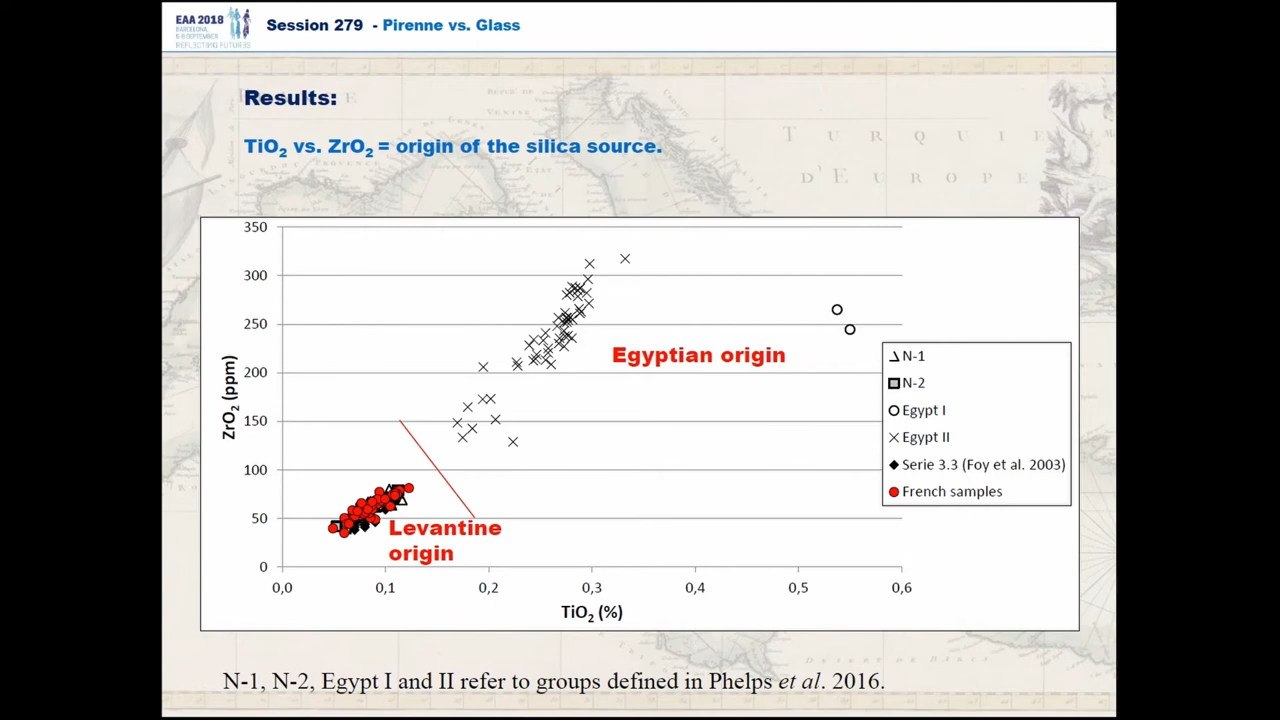 EAA 2018
BARCELONA,
5-8 SEPTEMBER
REFLECTING FUTURES
Session 279 - Pirenne vs. Glass
Results:
TiO2 vs. ZrO2 = origin of the silica source.
TURQUIE
D'EUROPE
350
300
250
200
150
100
50
0
ZrO2 (ppm)
Egyptian origin
Levantine
origin
N-1
N-2
Egypt I
Egypt II
Serie 3.3 (Foy et al. 2003)
French samples
0,0 0,1 0,2 0,3 0,4 0,5 0,6
TiO2 (%)
N-1, N-2, Egypt I and II refer to groups defined in Phelps et al. 2016.